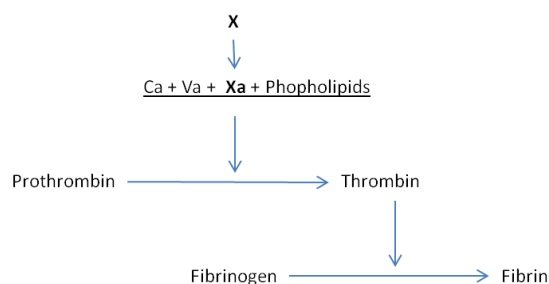 X
Ca + Va + Xa + Phopholipids
Prothrombin
Thrombin
Fibrinogen
Fibrin